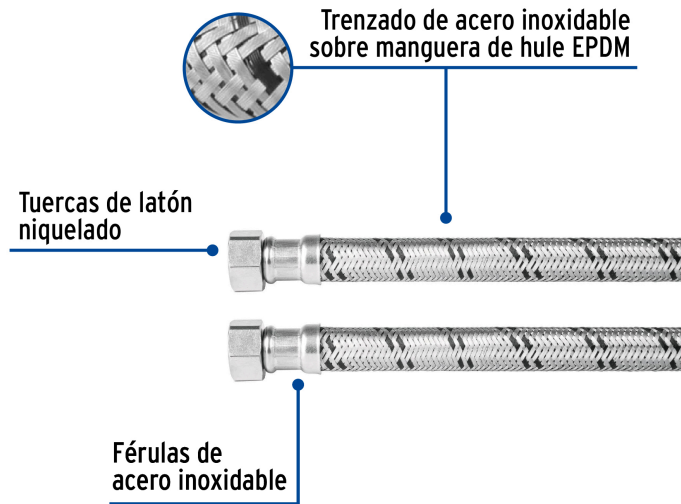 Trenzado de acero inoxidable
sobre manguera de hule EPDM
Tuercas de latón
niquelado
Férulas de
acero inoxidable